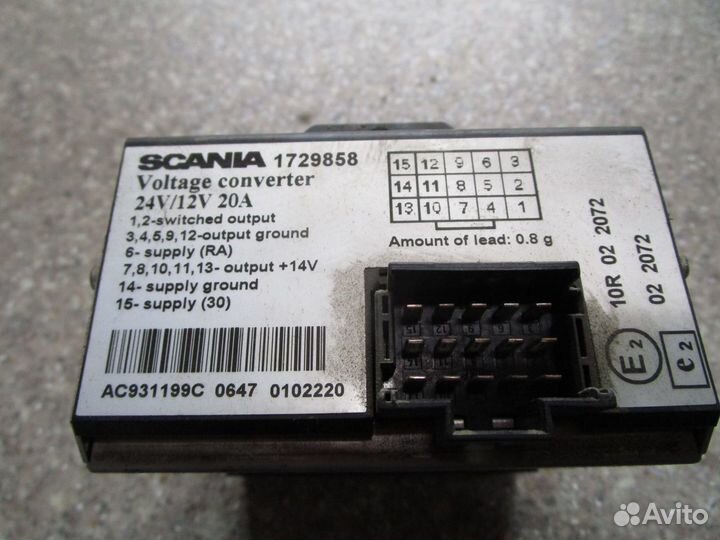 SCANIA 1729858
Voltage converter
24V/12V 20A
1,2-switched output
3,4,5,9,12-output ground
6- supply (RA)
7,8,10,11,13- output +14V
14- supply ground
15- supply (30)
AC931199C 0647 0102220
15 12 9 6 3
14 11 8 5 2
13 10 7 4 1
Amount of lead: 0.8 g
10R 02 2072
02 2072
E2
e2
Avito